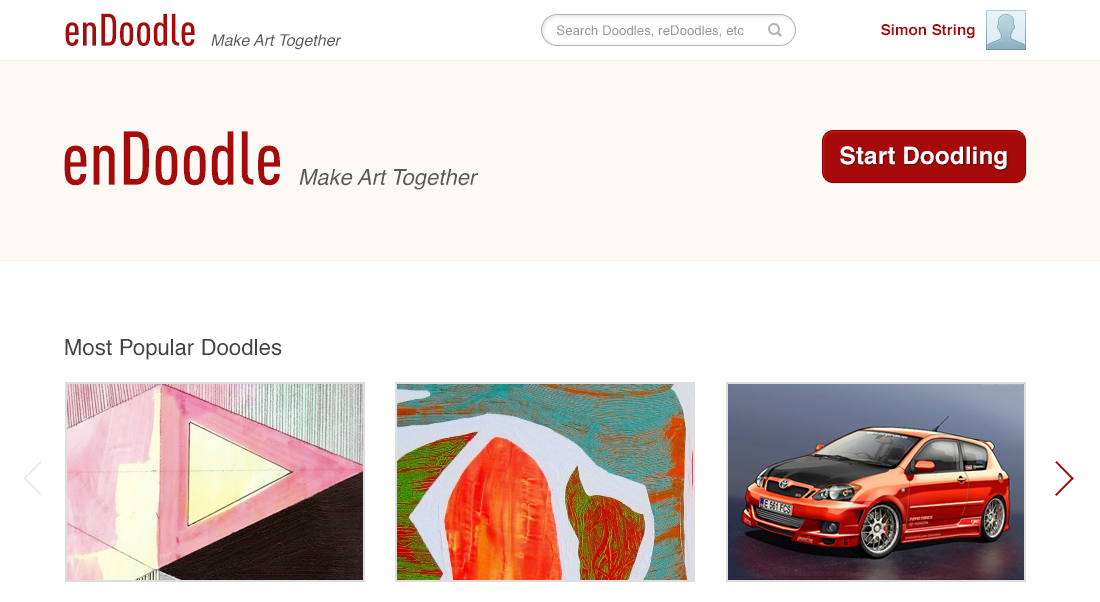 enDoodle Make Art Together
Search Doodles, reDoodles, etc
Simon String
enDoodle Make Art Together
Start Doodling
Most Popular Doodles